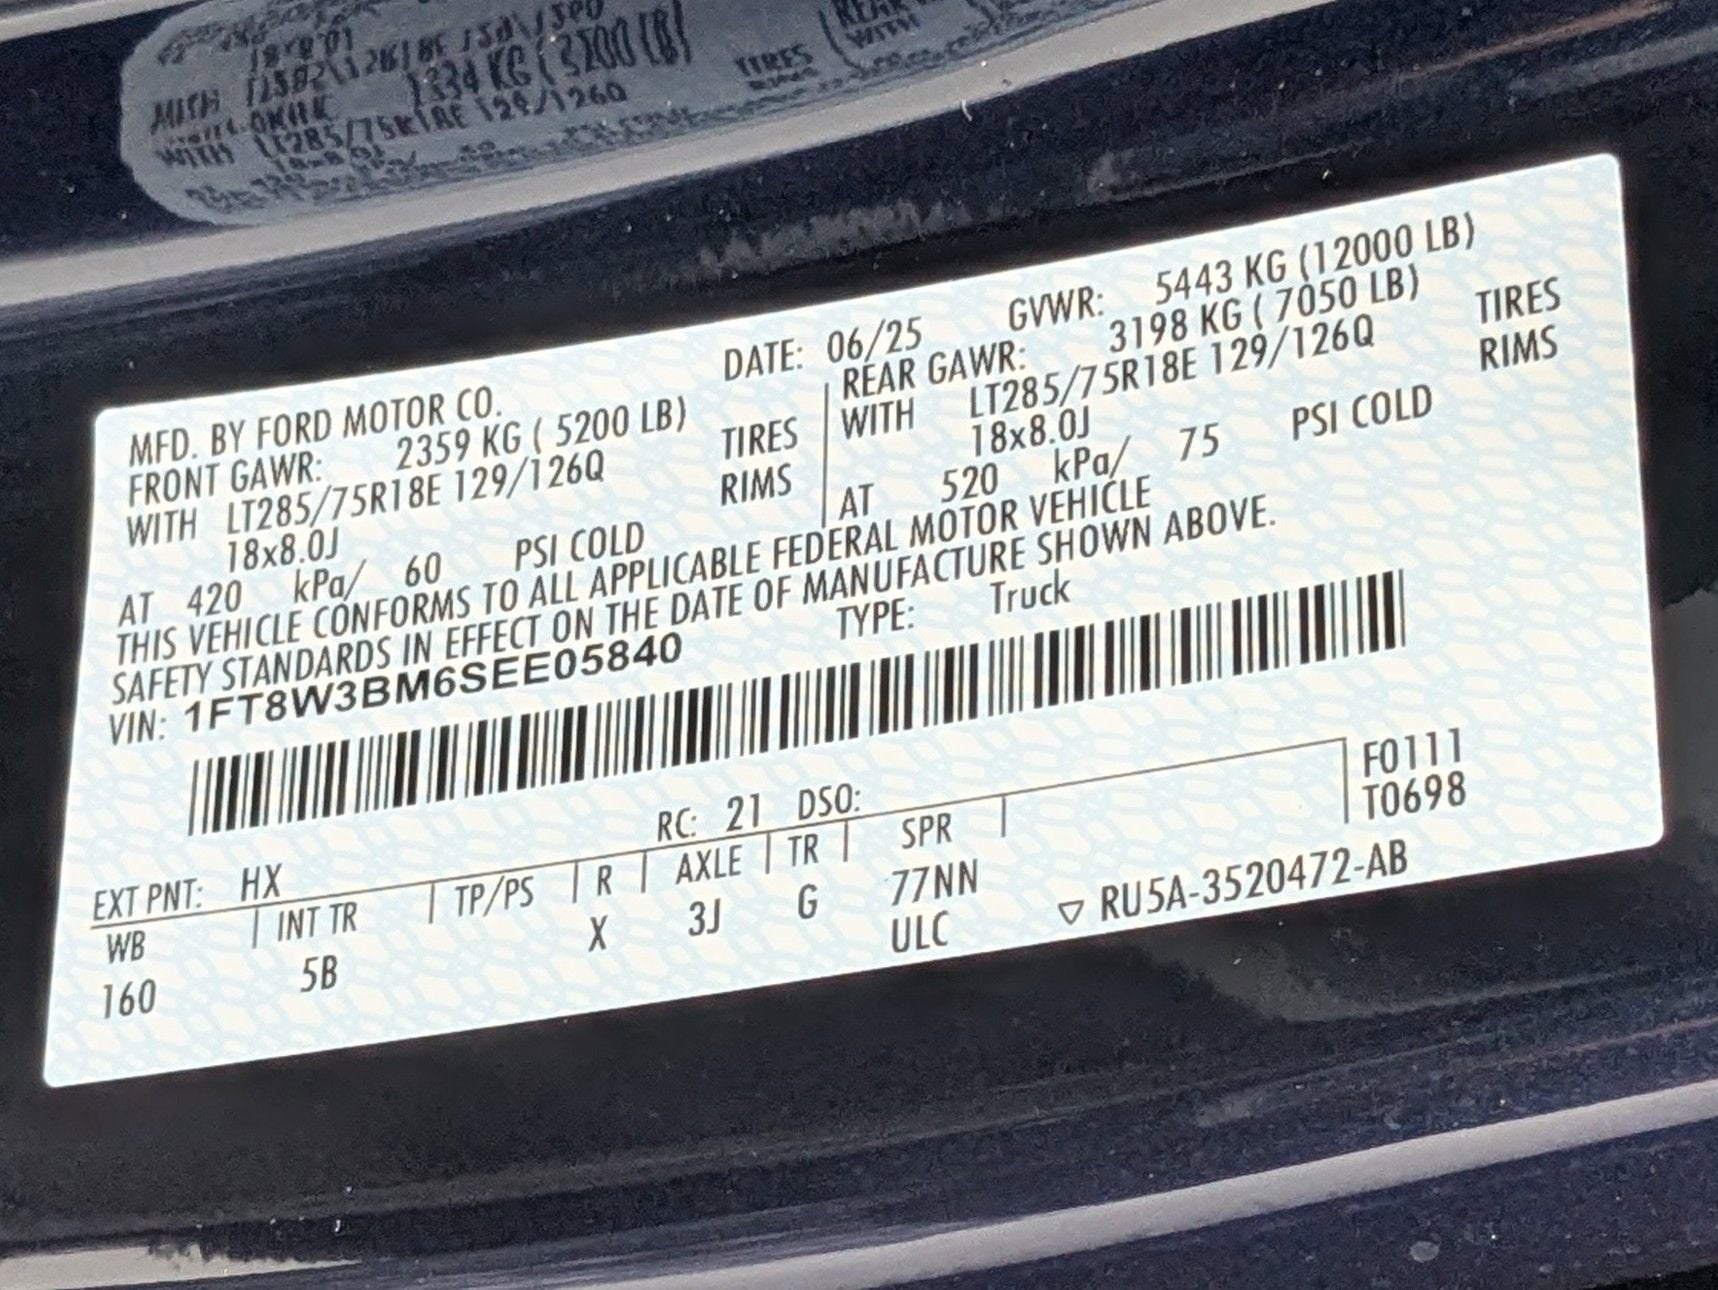 MFD. BY FORD MOTOR CO. DATE: 06/25 GVWR: 5443 KG (12000 LB)
FRONT GAWR: 2359 KG ( 5200 LB) REAR GAWR: 3198 KG ( 7050 LB)
WITH LT285/75R18E 129/126Q TIRES WITH LT285/75R18E 129/126Q TIRES
18x8.0J RIMS 18x8.0J RIMS
AT 420 kPa/ 60 PSI COLD AT 520 kPa/ 75 PSI COLD
THIS VEHICLE CONFORMS TO ALL APPLICABLE FEDERAL MOTOR VEHICLE
SAFETY STANDARDS IN EFFECT ON THE DATE OF MANUFACTURE SHOWN ABOVE.
VIN: 1FT8W3BM6SEE05840 TYPE: Truck
F0111
T0698
EXT PNT: HX RC: 21 DSO:
WB INT TR TP/PS R AXLE TR SPR
160 5B X 3J G 77NN
ULC
▽ RU5A-3520472-AB